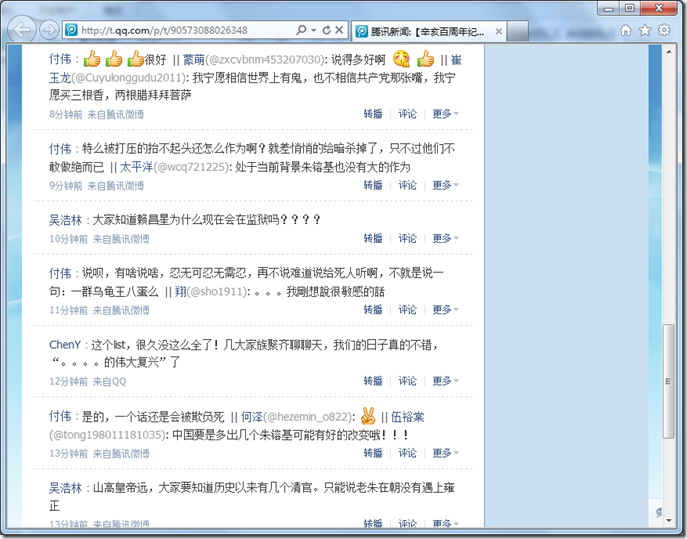 http://t.qq.com/p/t/90573088026348
腾讯新闻:【辛亥百周年纪...
付伟：很好 || 蒙萌(@zxcvbnm453207030): 说得多好啊 || 崔
玉龙(@Cuyulonggudu2011): 我宁愿相信世界上有鬼，也不相信共产党那张嘴，我宁
愿买三根香，两根腊拜拜菩萨
8分钟前 来自腾讯微博 转播 | 评论 | 更多
付伟：特么被打压的抬不起头还怎么作为啊？就差悄悄的给暗杀掉了，只不过他们不
敢做绝而已 || 太平洋(@wcq721225): 处于当前背景朱镕基也没有大的作为
9分钟前 来自腾讯微博 转播 | 评论 | 更多
吴浩林：大家知道赖昌星为什么现在会在监狱吗？？？？
10分钟前 来自腾讯微博 转播 | 评论 | 更多
付伟：说呗，有啥说啥，忍无可忍无需忍，再不说难道说给死人听啊，不就是说一
句：一群乌龟王八蛋么 || 翔(@sho1911): 。。。我剛想說很敏感的話
11分钟前 来自腾讯微博 转播 | 评论 | 更多
ChenY：这个list，很久没这么全了！几大家族聚齐聊聊天，我们的日子真的不错，
“。。。。的伟大复兴”了
12分钟前 来自QQ 转播 | 评论 | 更多
付伟：是的，一个话还是会被欺负死 || 何泽(@hezemin_o822): || 伍裕棠
(@tong198011181035): 中国要是多出几个朱镕基可能有好的改变哦！！！
13分钟前 来自腾讯微博 转播 | 评论 | 更多
吴浩林：山高皇帝远，大家要知道历史以来有几个清官。只能说老朱在朝没有遇上雍
正
13分钟前 来自腾讯微博 转播 | 评论 | 更多